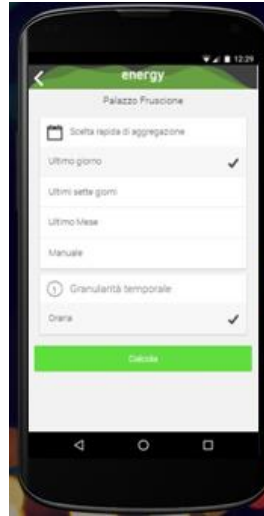 12:29
energy
Palazzo Fruscione
Scelta rapida di aggregazione
Ultimo giorno
Ultimi sette giorni
Ultimo Mese
Manuale
Granularità temporale
Oraria
Calcola